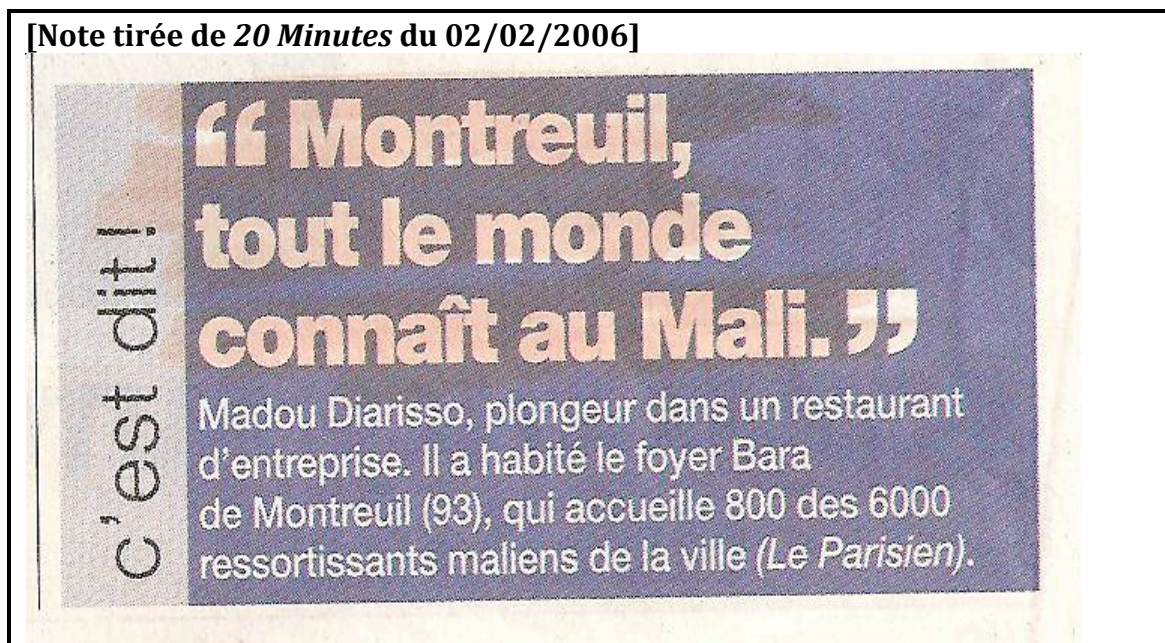 [Note tirée de 20 Minutes du 02/02/2006]
c'est dit!
“ Montreuil,
tout le monde
connaît au Mali. ”
Madou Diarisso, plongeur dans un restaurant
d'entreprise. Il a habité le foyer Bara
de Montreuil (93), qui accueille 800 des 6000
ressortissants maliens de la ville (Le Parisien).